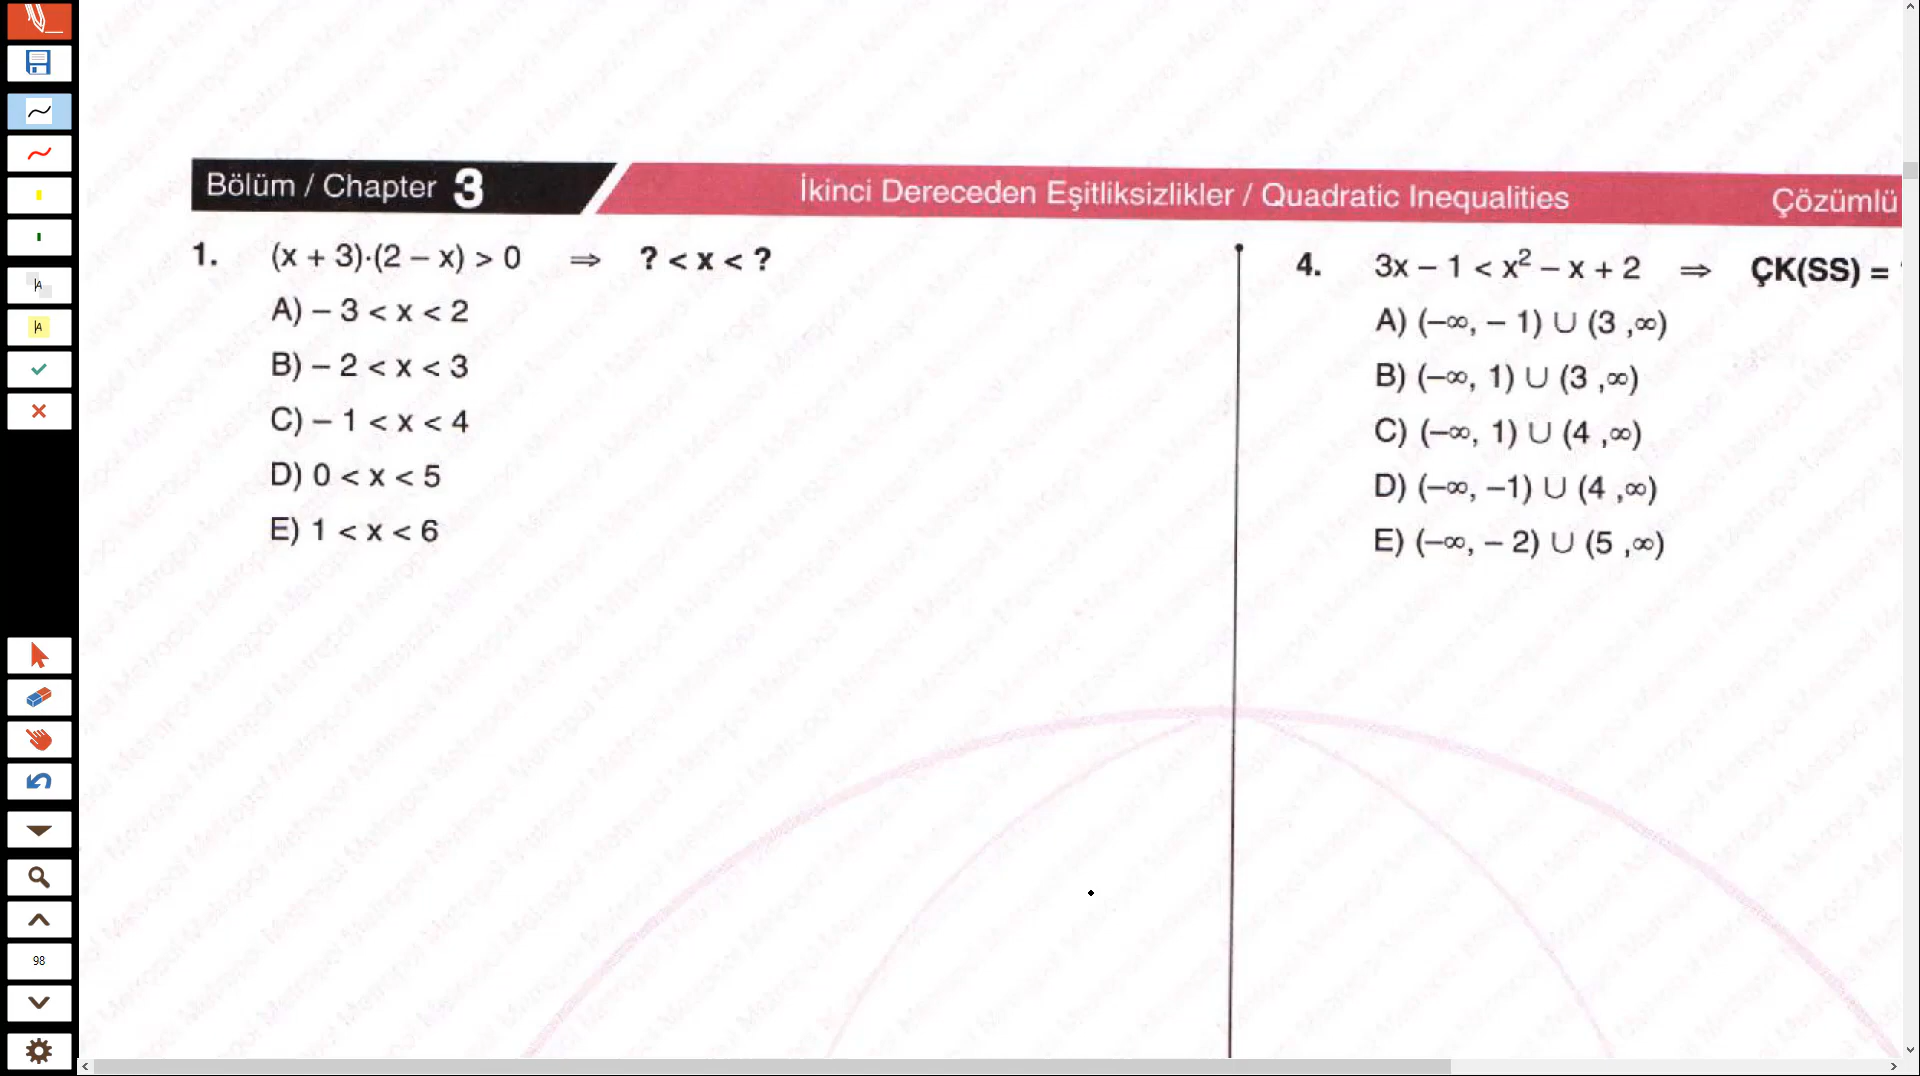 Bölüm / Chapter 3
İkinci Dereceden Eşitliksizlikler / Quadratic Inequalities
Çözümlü
1. (x + 3)·(2 – x) > 0 ⇒ ? < x < ?
A) – 3 < x < 2
B) – 2 < x < 3
C) – 1 < x < 4
D) 0 < x < 5
E) 1 < x < 6
4. 3x – 1 < x² – x + 2 ⇒ ÇK(SS) =
A) (–∞, – 1) ∪ (3 ,∞)
B) (–∞, 1) ∪ (3 ,∞)
C) (–∞, 1) ∪ (4 ,∞)
D) (–∞, –1) ∪ (4 ,∞)
E) (–∞, – 2) ∪ (5 ,∞)
98